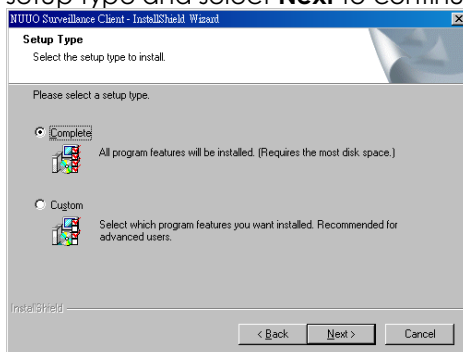 setup type and select Next to continu
NUUO Surveillance Client - InstallShield Wizard
Setup Type
Select the setup type to install.
Please select a setup type.
Complete
All program features will be installed. (Requires the most disk space.)
Custom
Select which program features you want installed. Recommended for
advanced users.
InstallShield
< Back Next > Cancel